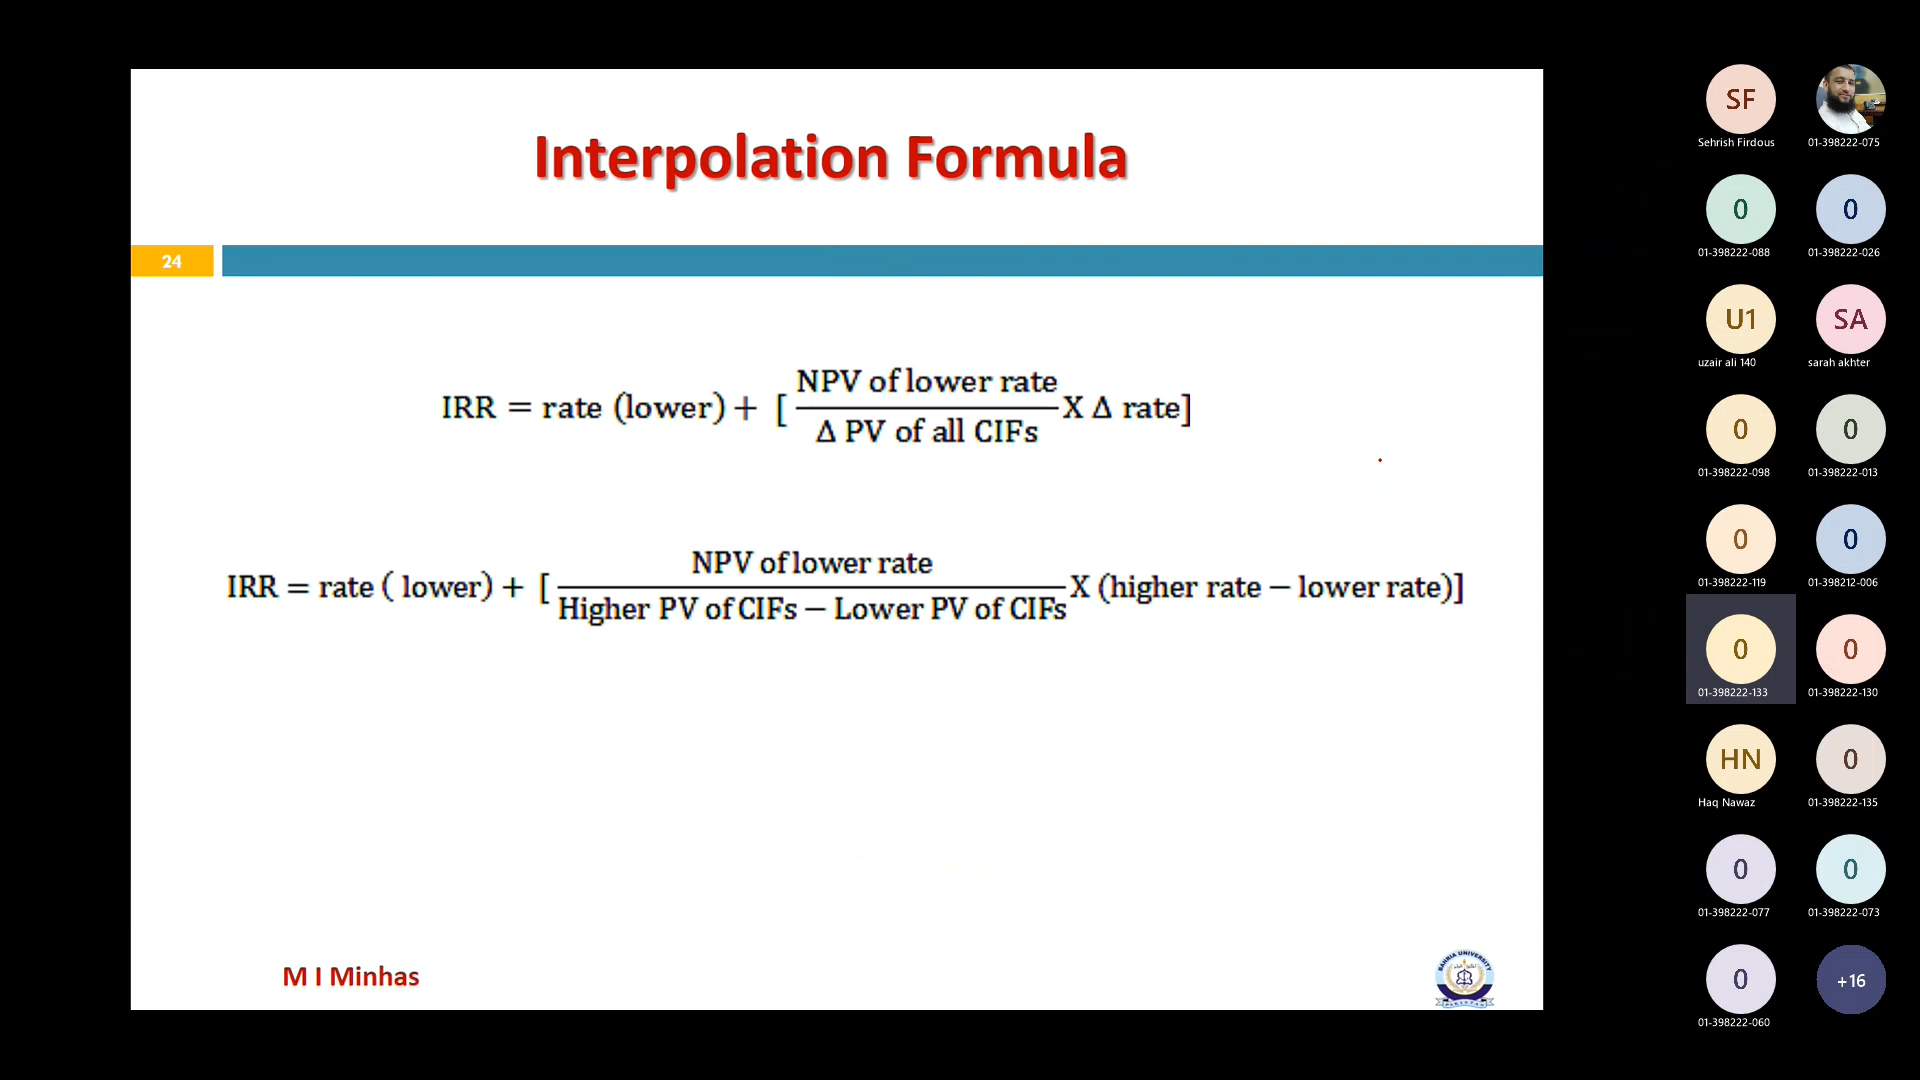 Interpolation Formula
24
IRR = rate (lower) + [ NPV of lower rate / Δ PV of all CIFs X Δ rate]
IRR = rate ( lower) + [ NPV of lower rate / Higher PV of CIFs – Lower PV of CIFs X (higher rate – lower rate)]
M I Minhas
BAHRIA UNIVERSITY
PAKISTAN
SF
Sehrish Firdous
01-398222-075
0
01-398222-088
0
01-398222-026
U1
uzair ali 140
SA
sarah akhter
0
01-398222-098
0
01-398222-013
0
01-398222-119
0
01-398212-006
0
01-398222-133
0
01-398222-130
HN
Haq Nawaz
0
01-398222-135
0
01-398222-077
0
01-398222-073
0
01-398222-060
+16